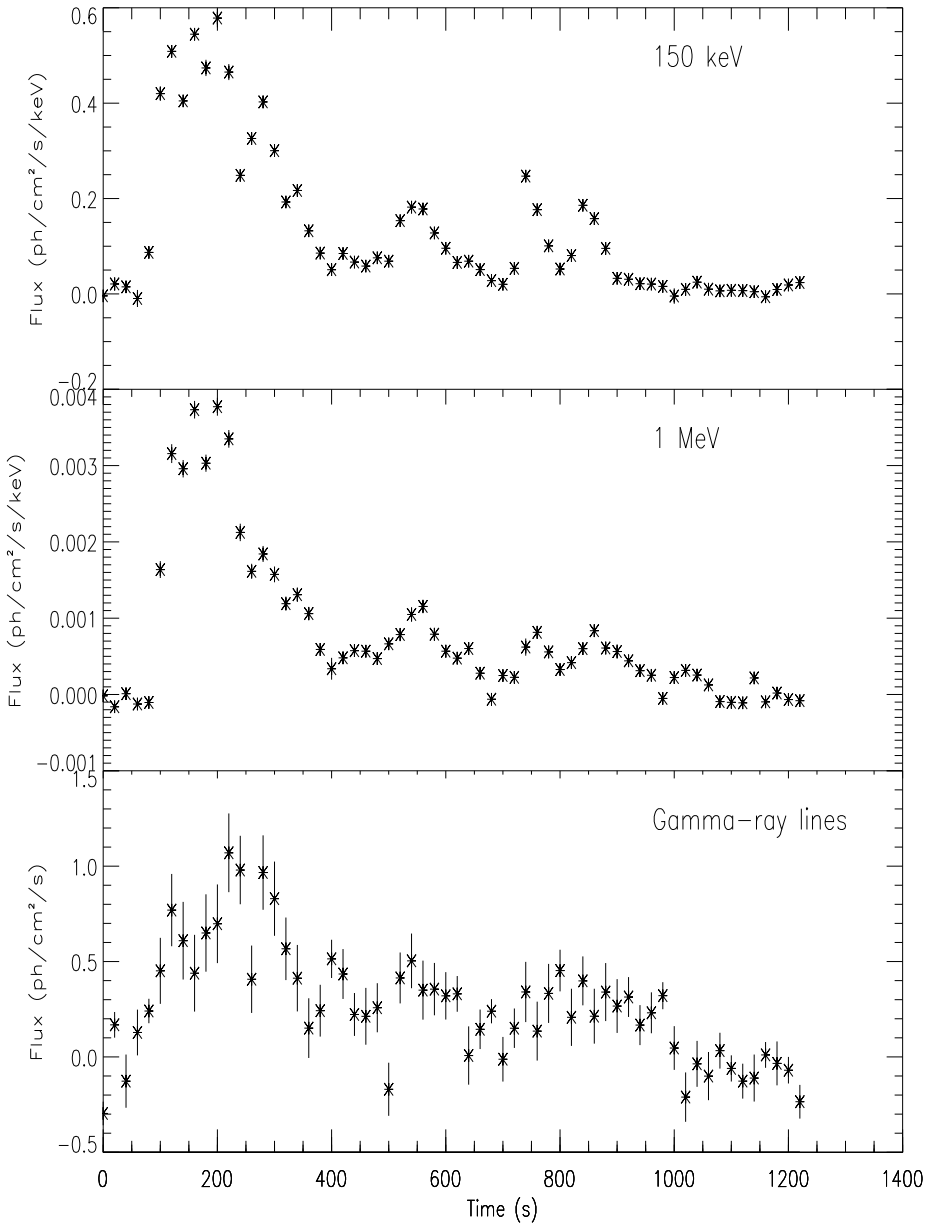 0.6
150 keV
0.4
0.2
0.0
-0.2
Flux (ph/cm²/s/keV)
0.004
1 MeV
0.003
0.002
0.001
0.000
-0.001
Flux (ph/cm²/s/keV)
1.5
Gamma-ray lines
1.0
0.5
0.0
-0.5
Flux (ph/cm²/s)
0 200 400 600 800 1000 1200 1400
Time (s)